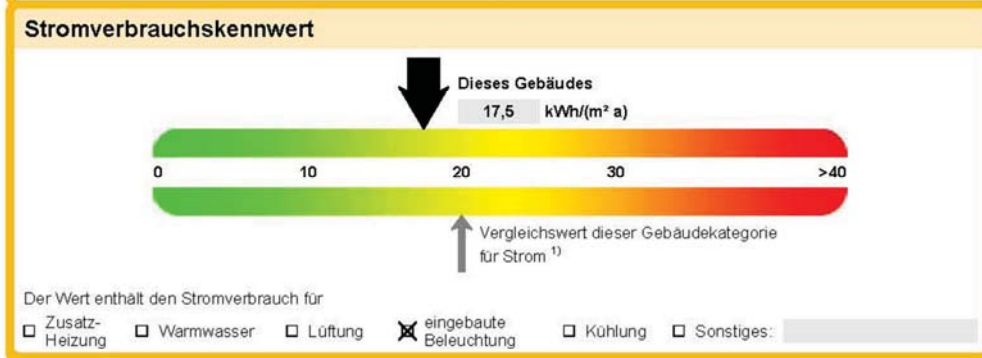 Stromverbrauchskennwert
Dieses Gebäudes
17,5 kWh/(m² a)
0 10 20 30 >40
Vergleichswert dieser Gebäudekategorie
für Strom ¹⁾
Der Wert enthält den Stromverbrauch für
Zusatz-
Heizung
Warmwasser
Lüftung
eingebaute
Beleuchtung
Kühlung
Sonstiges: